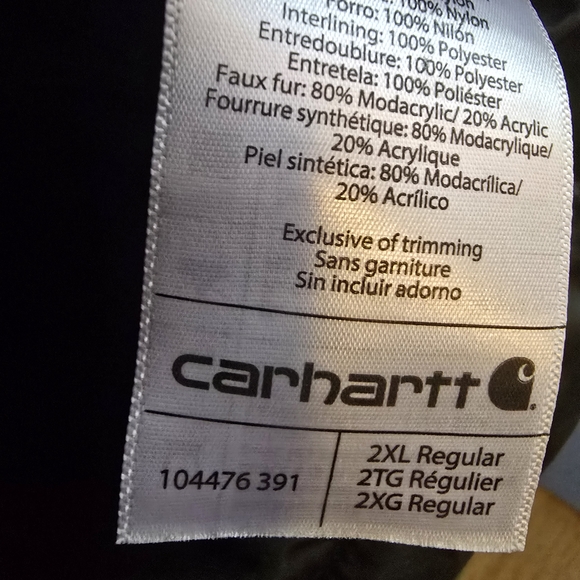 100% Nylon
Forro: 100% Nilón
Interlining: 100% Polyester
Entredoublure: 100% Polyester
Entretela: 100% Poliéster
Faux fur: 80% Modacrylic/ 20% Acrylic
Fourrure synthétique: 80% Modacrylique/
20% Acrylique
Piel sintética: 80% Modacrílica/
20% Acrílico
Exclusive of trimming
Sans garniture
Sin incluir adorno
carhartt
104476 391
2XL Regular
2TG Régulier
2XG Regular